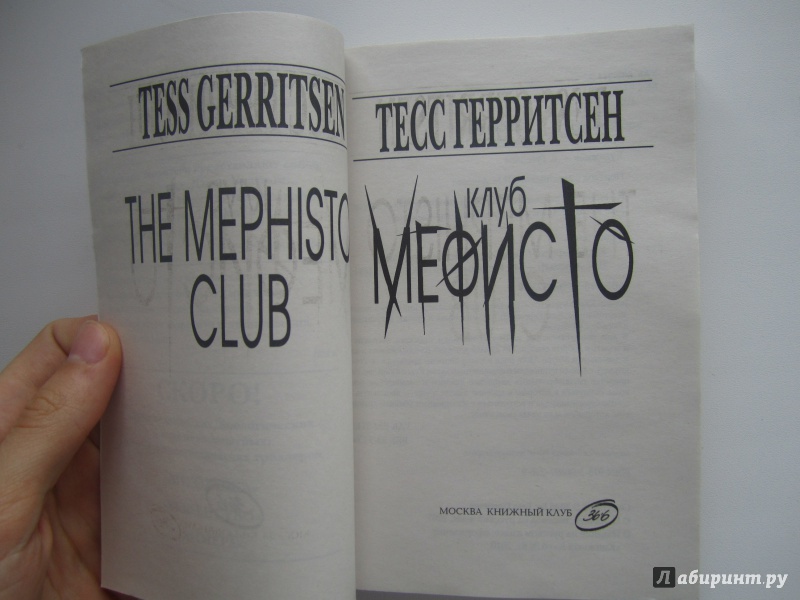 TESS GERRITSEN
THE MEPHISTO
CLUB
ТЕСС ГЕРРИТСЕН
клуб
МЕФИСТО
МОСКВА КНИЖНЫЙ КЛУБ 36'6
Лабиринт.ру